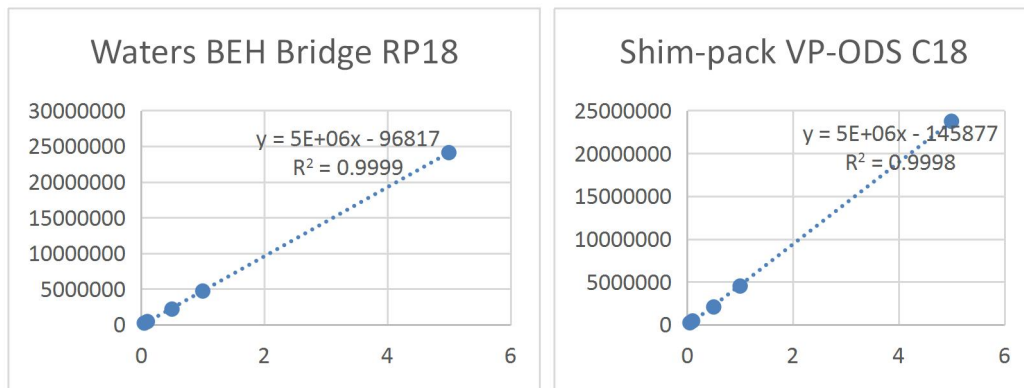 Waters BEH Bridge RP18
30000000
25000000
20000000
15000000
10000000
5000000
0
y = 5E+06x - 96817
R² = 0.9999
0 2 4 6
Shim-pack VP-ODS C18
25000000
20000000
15000000
10000000
5000000
0
y = 5E+06x - 145877
R² = 0.9998
0 2 4 6